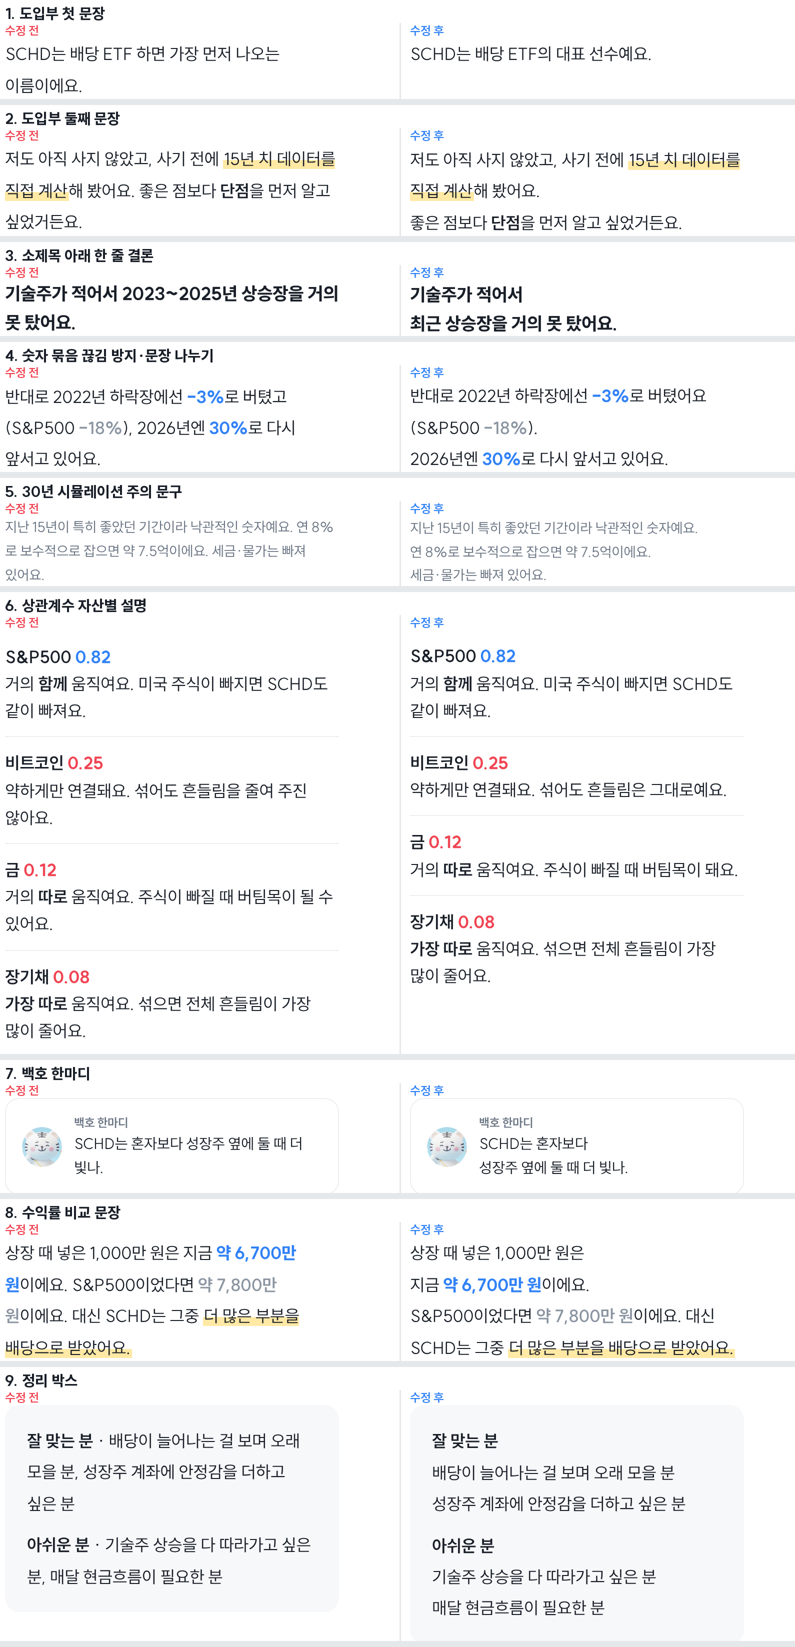 1. 도입부 첫 문장
수정 전
SCHD는 배당 ETF 하면 가장 먼저 나오는
이름이에요.
수정 후
SCHD는 배당 ETF의 대표 선수예요.
2. 도입부 둘째 문장
수정 전
저도 아직 사지 않았고, 사기 전에 15년 치 데이터를
직접 계산해 봤어요. 좋은 점보다 단점을 먼저 알고
싶었거든요.
수정 후
저도 아직 사지 않았고, 사기 전에 15년 치 데이터를
직접 계산해 봤어요.
좋은 점보다 단점을 먼저 알고 싶었거든요.
3. 소제목 아래 한 줄 결론
수정 전
기술주가 적어서 2023~2025년 상승장을 거의
못 탔어요.
수정 후
기술주가 적어서
최근 상승장을 거의 못 탔어요.
4. 숫자 묶음 끊김 방지·문장 나누기
수정 전
반대로 2022년 하락장에선 -3%로 버텼고
(S&P500 -18%), 2026년엔 30%로 다시
앞서고 있어요.
수정 후
반대로 2022년 하락장에선 -3%로 버텼어요
(S&P500 -18%).
2026년엔 30%로 다시 앞서고 있어요.
5. 30년 시뮬레이션 주의 문구
수정 전
지난 15년이 특히 좋았던 기간이라 낙관적인 숫자예요. 연 8%
로 보수적으로 잡으면 약 7.5억이에요. 세금·물가는 빠져
있어요.
수정 후
지난 15년이 특히 좋았던 기간이라 낙관적인 숫자예요.
연 8%로 보수적으로 잡으면 약 7.5억이에요.
세금·물가는 빠져 있어요.
6. 상관계수 자산별 설명
수정 전
S&P500 0.82
거의 함께 움직여요. 미국 주식이 빠지면 SCHD도
같이 빠져요.
비트코인 0.25
약하게만 연결돼요. 섞어도 흔들림을 줄여 주진
않아요.
금 0.12
거의 따로 움직여요. 주식이 빠질 때 버팀목이 될 수
있어요.
장기채 0.08
가장 따로 움직여요. 섞으면 전체 흔들림이 가장
많이 줄어요.
수정 후
S&P500 0.82
거의 함께 움직여요. 미국 주식이 빠지면 SCHD도
같이 빠져요.
비트코인 0.25
약하게만 연결돼요. 섞어도 흔들림은 그대로예요.
금 0.12
거의 따로 움직여요. 주식이 빠질 때 버팀목이 돼요.
장기채 0.08
가장 따로 움직여요. 섞으면 전체 흔들림이 가장
많이 줄어요.
7. 백호 한마디
수정 전
백호 한마디
SCHD는 혼자보다 성장주 옆에 둘 때 더
빛나.
수정 후
백호 한마디
SCHD는 혼자보다
성장주 옆에 둘 때 더 빛나.
8. 수익률 비교 문장
수정 전
상장 때 넣은 1,000만 원은 지금 약 6,700만
원이에요. S&P500이었다면 약 7,800만
원이에요. 대신 SCHD는 그중 더 많은 부분을
배당으로 받았어요.
수정 후
상장 때 넣은 1,000만 원은
지금 약 6,700만 원이에요.
S&P500이었다면 약 7,800만 원이에요. 대신
SCHD는 그중 더 많은 부분을 배당으로 받았어요.
9. 정리 박스
수정 전
잘 맞는 분 · 배당이 늘어나는 걸 보며 오래
모을 분, 성장주 계좌에 안정감을 더하고
싶은 분
아쉬운 분 · 기술주 상승을 다 따라가고 싶은
분, 매달 현금흐름이 필요한 분
수정 후
잘 맞는 분
배당이 늘어나는 걸 보며 오래 모을 분
성장주 계좌에 안정감을 더하고 싶은 분
아쉬운 분
기술주 상승을 다 따라가고 싶은 분
매달 현금흐름이 필요한 분